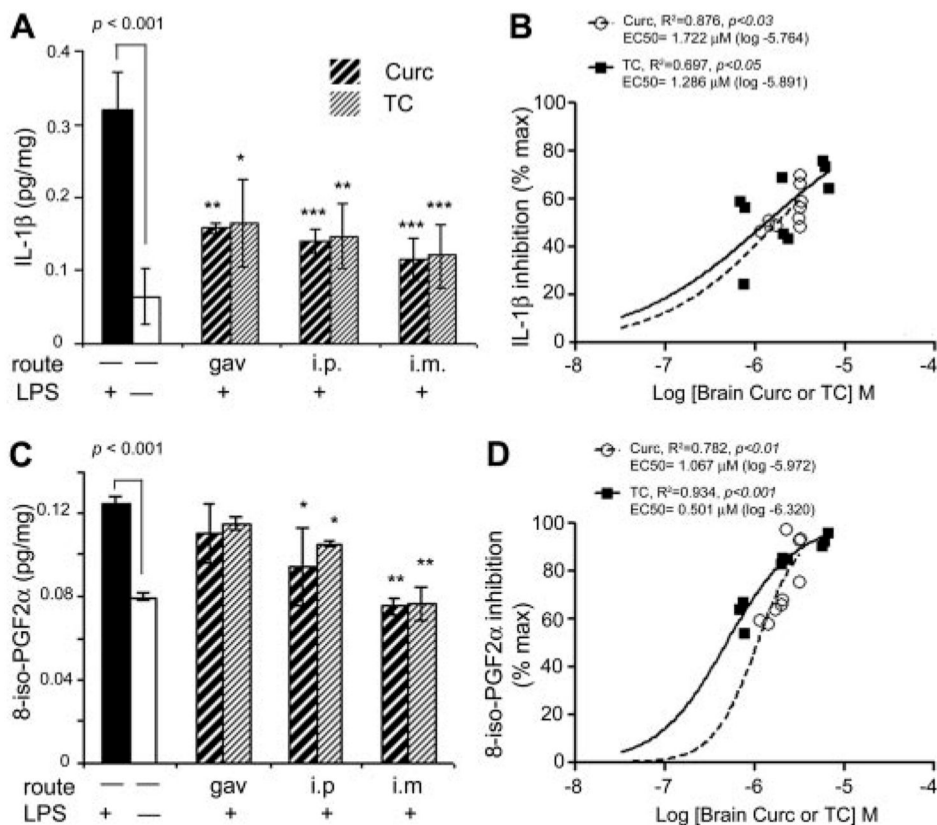 A
p < 0.001
0.4
0.3
0.2
0.1
0
IL-1β (pg/mg)
Curc
TC
** * *** ** *** ***
route — — gav i.p. i.m.
LPS + — + + +
B
Curc, R²=0.876, p<0.03
EC50= 1.722 µM (log -5.764)
TC, R²=0.697, p<0.05
EC50= 1.286 µM (log -5.891)
100
80
60
40
20
0
IL-1β inhibition (% max)
-8 -7 -6 -5 -4
Log [Brain Curc or TC] M
C
p < 0.001
0.12
0.08
0.04
0
8-iso-PGF2α (pg/mg)
* * ** **
route — — gav i.p i.m
LPS + — + + +
D
Curc, R²=0.782, p<0.01
EC50= 1.067 µM (log -5.972)
TC, R²=0.934, p<0.001
EC50= 0.501 µM (log -6.320)
100
80
60
40
20
0
8-iso-PGF2α inhibition
(% max)
-8 -7 -6 -5 -4
Log [Brain Curc or TC] M